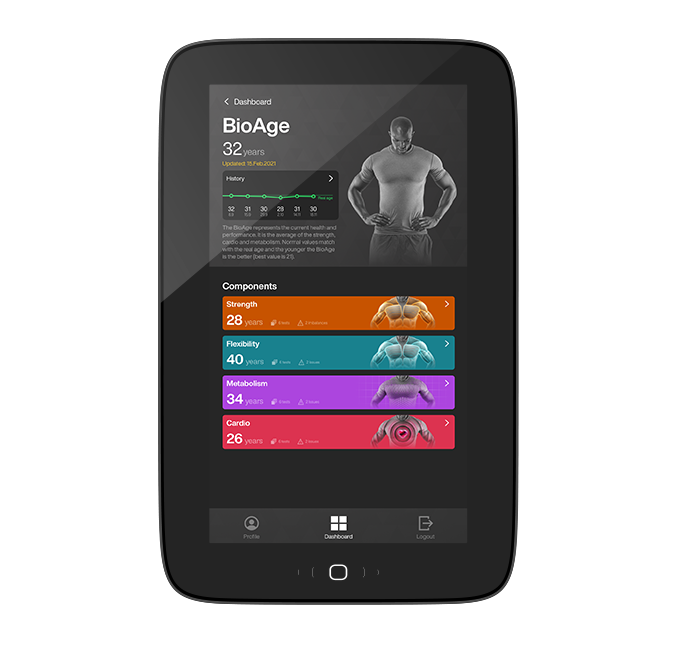 Dashboard
BioAge
32 years
Updated: 15.Feb.2021
History
Real age
32 31 30 28 31 30
The BioAge represents the current health and
performance. It is the average of the strength,
cardio and metabolism. Normal values match
with the real age and the younger the BioAge
is the better (best value is 21).
Components
Strength
28 years
Flexibility
40 years
Metabolism
34 years
Cardio
26 years
Profile
Dashboard
Logout